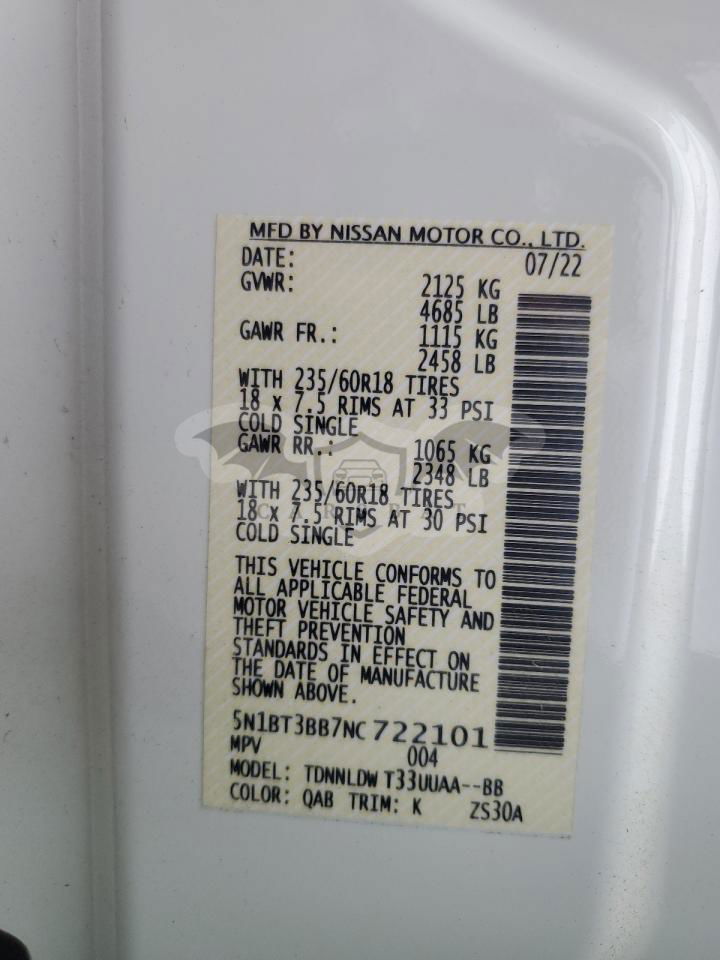 MFD BY NISSAN MOTOR CO., LTD.
DATE: 07/22
GVWR: 2125 KG
4685 LB
GAWR FR.: 1115 KG
2458 LB
WITH 235/60R18 TIRES
18 x 7.5 RIMS AT 33 PSI
COLD SINGLE
GAWR RR.: 1065 KG
2348 LB
WITH 235/60R18 TIRES
CAR BAT
18 x 7.5 RIMS AT 30 PSI
COLD SINGLE
THIS VEHICLE CONFORMS TO
ALL APPLICABLE FEDERAL
MOTOR VEHICLE SAFETY AND
THEFT PREVENTION
STANDARDS IN EFFECT ON
THE DATE OF MANUFACTURE
SHOWN ABOVE.
5N1BT3BB7NC722101
MPV 004
MODEL: TDNNLDW T33UUAA--BB
COLOR: QAB TRIM: K ZS30A